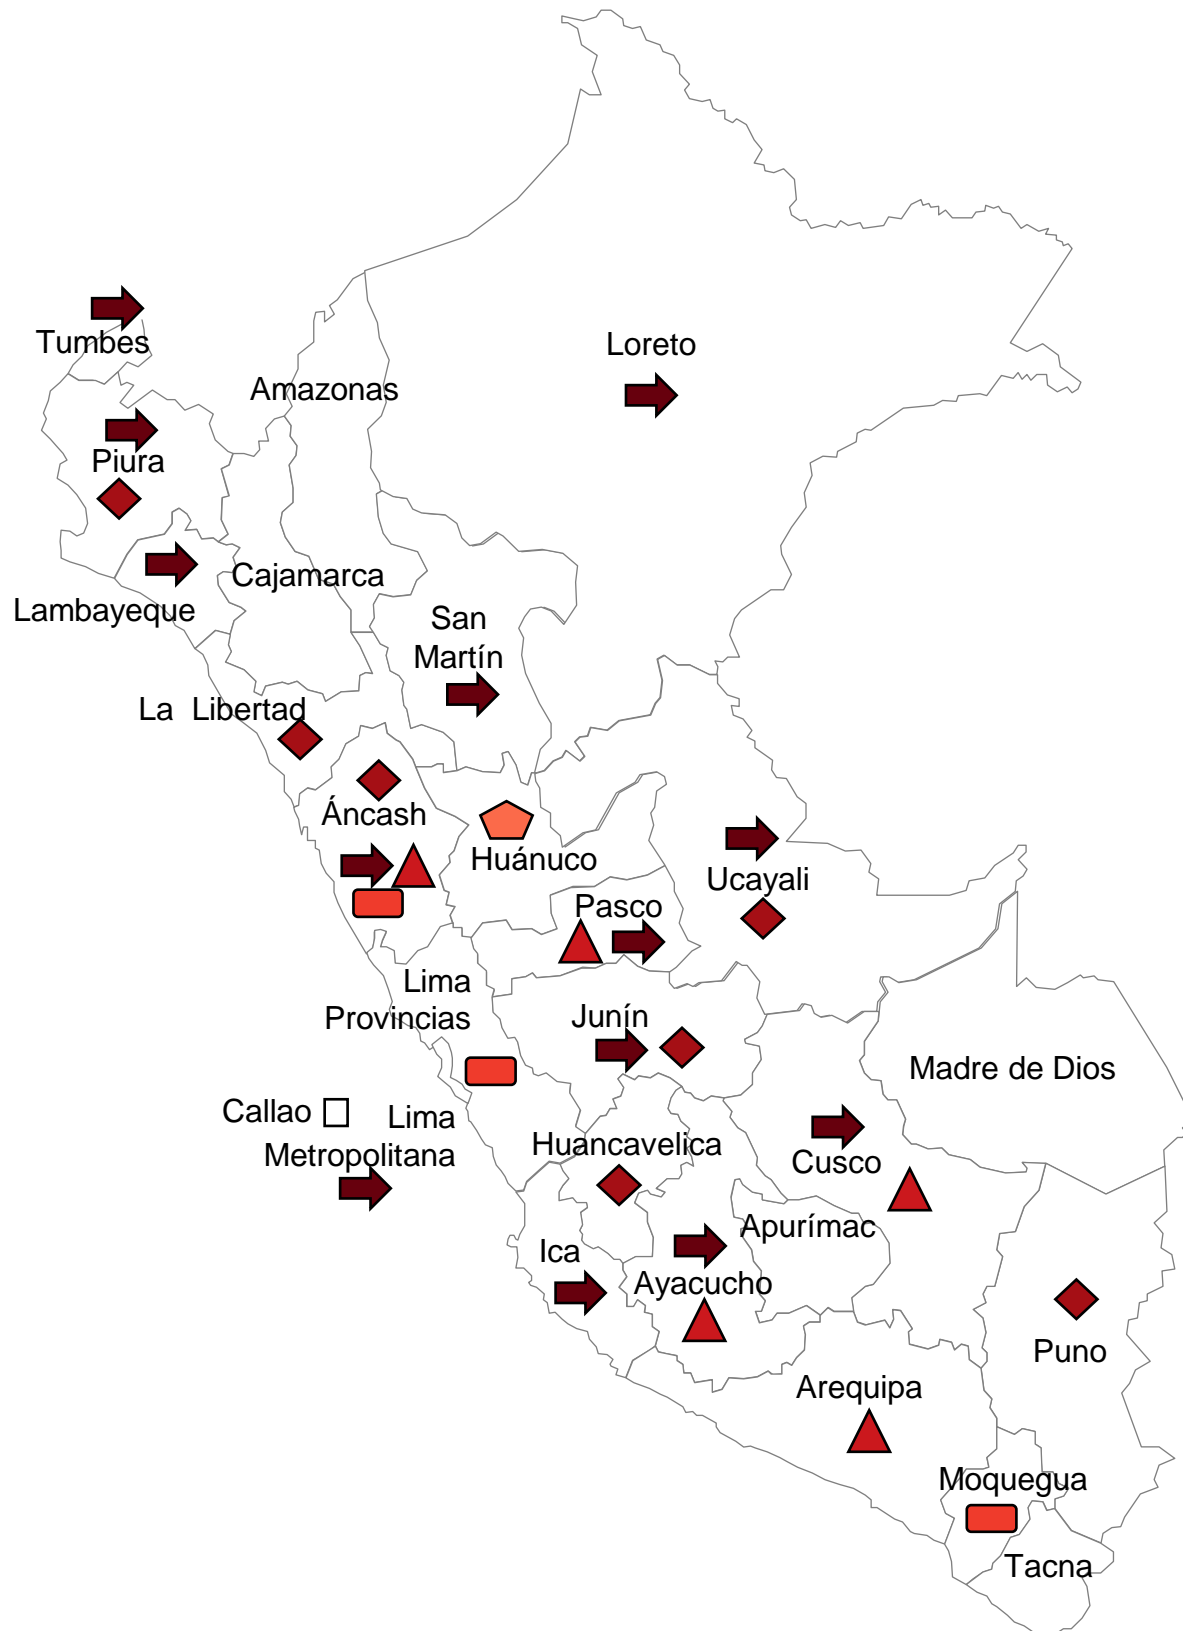 Tumbes
Loreto
Amazonas
Piura
Cajamarca
Lambayeque
San
Martín
La Libertad
Áncash
Huánuco
Ucayali
Pasco
Lima
Provincias
Junín
Madre de Dios
Callao
Lima
Metropolitana
Huancavelica
Cusco
Apurímac
Ica
Ayacucho
Puno
Arequipa
Moquegua
Tacna